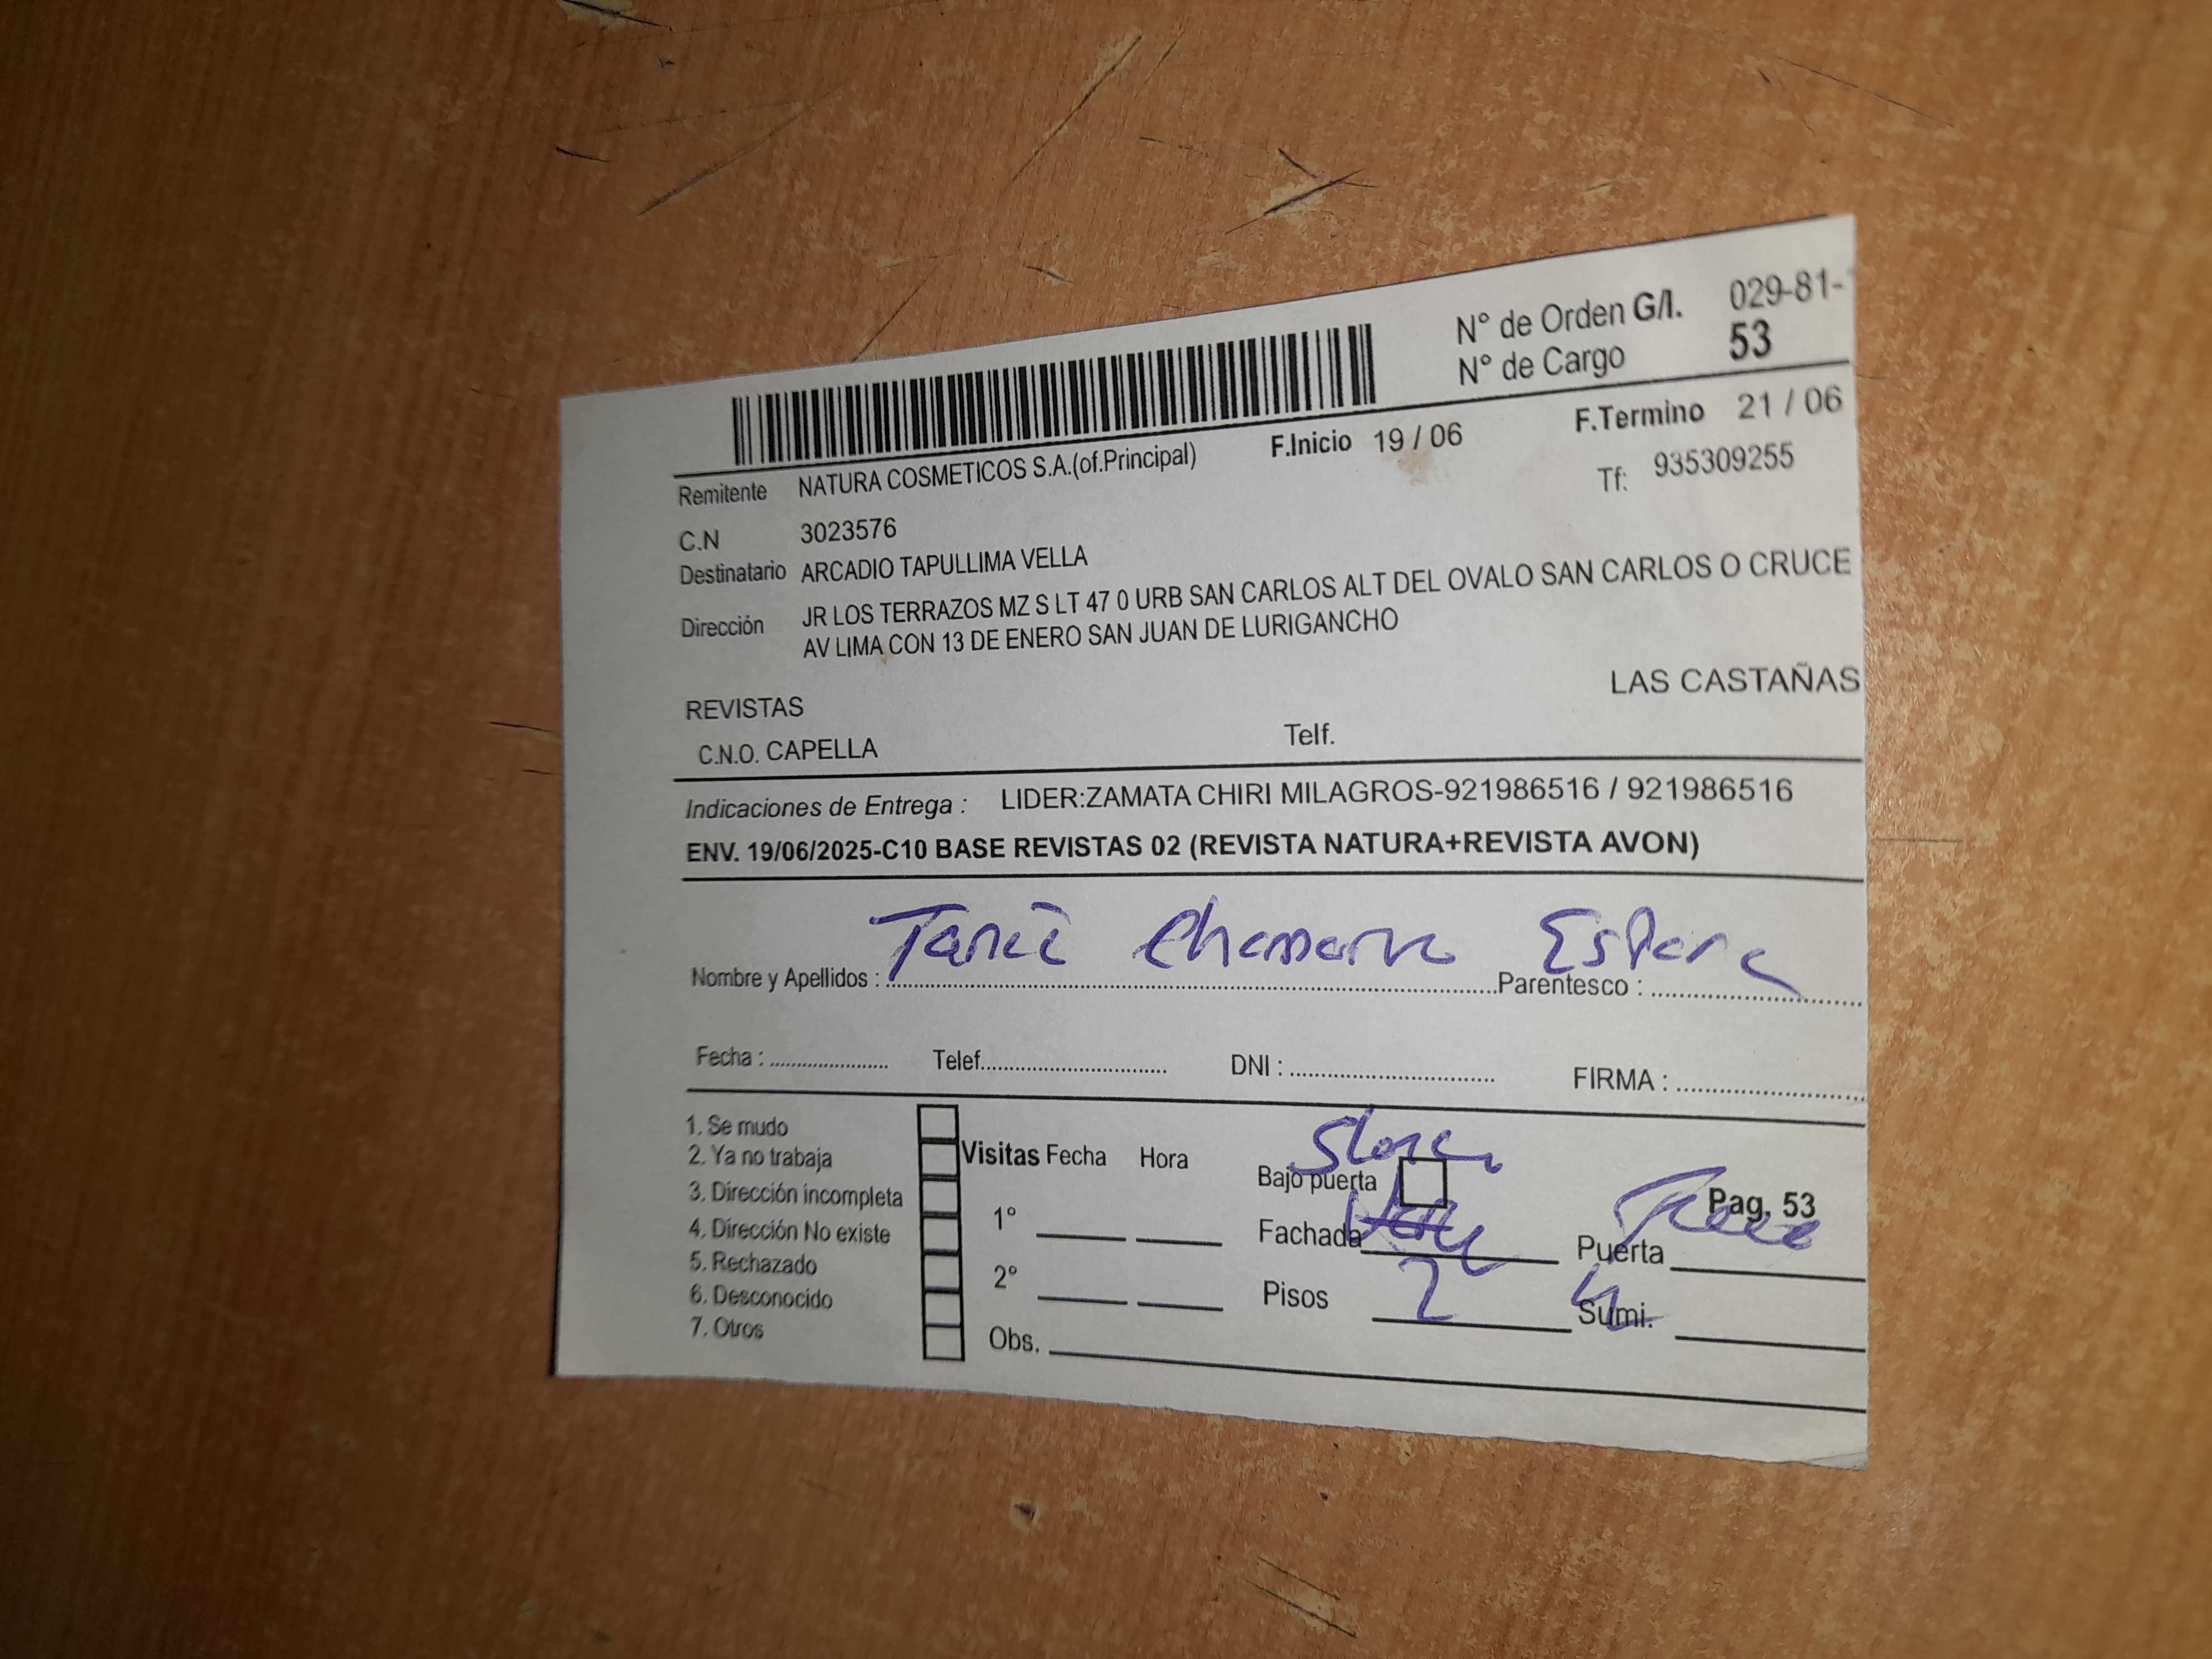 N° de Orden G/I. 029-81-
N° de Cargo 53
F.Inicio 19 / 06 F.Termino 21 / 06
Remitente NATURA COSMETICOS S.A.(of.Principal) Tf: 935309255
C.N 3023576
Destinatario ARCADIO TAPULLIMA VELLA
Dirección JR LOS TERRAZOS MZ S LT 47 0 URB SAN CARLOS ALT DEL OVALO SAN CARLOS O CRUCE
AV LIMA CON 13 DE ENERO SAN JUAN DE LURIGANCHO
LAS CASTAÑAS
REVISTAS
C.N.O. CAPELLA Telf.
Indicaciones de Entrega : LIDER:ZAMATA CHIRI MILAGROS-921986516 / 921986516
ENV. 19/06/2025-C10 BASE REVISTAS 02 (REVISTA NATURA+REVISTA AVON)
Nombre y Apellidos : Parentesco :
Fecha : Telef. DNI : FIRMA :
1. Se mudo
2. Ya no trabaja
3. Dirección incompleta
4. Dirección No existe
5. Rechazado
6. Desconocido
7. Otros
Visitas Fecha Hora
1°
2°
Obs.
Bajo puerta
Pag. 53
Fachada Puerta
Pisos 2 Sumi.